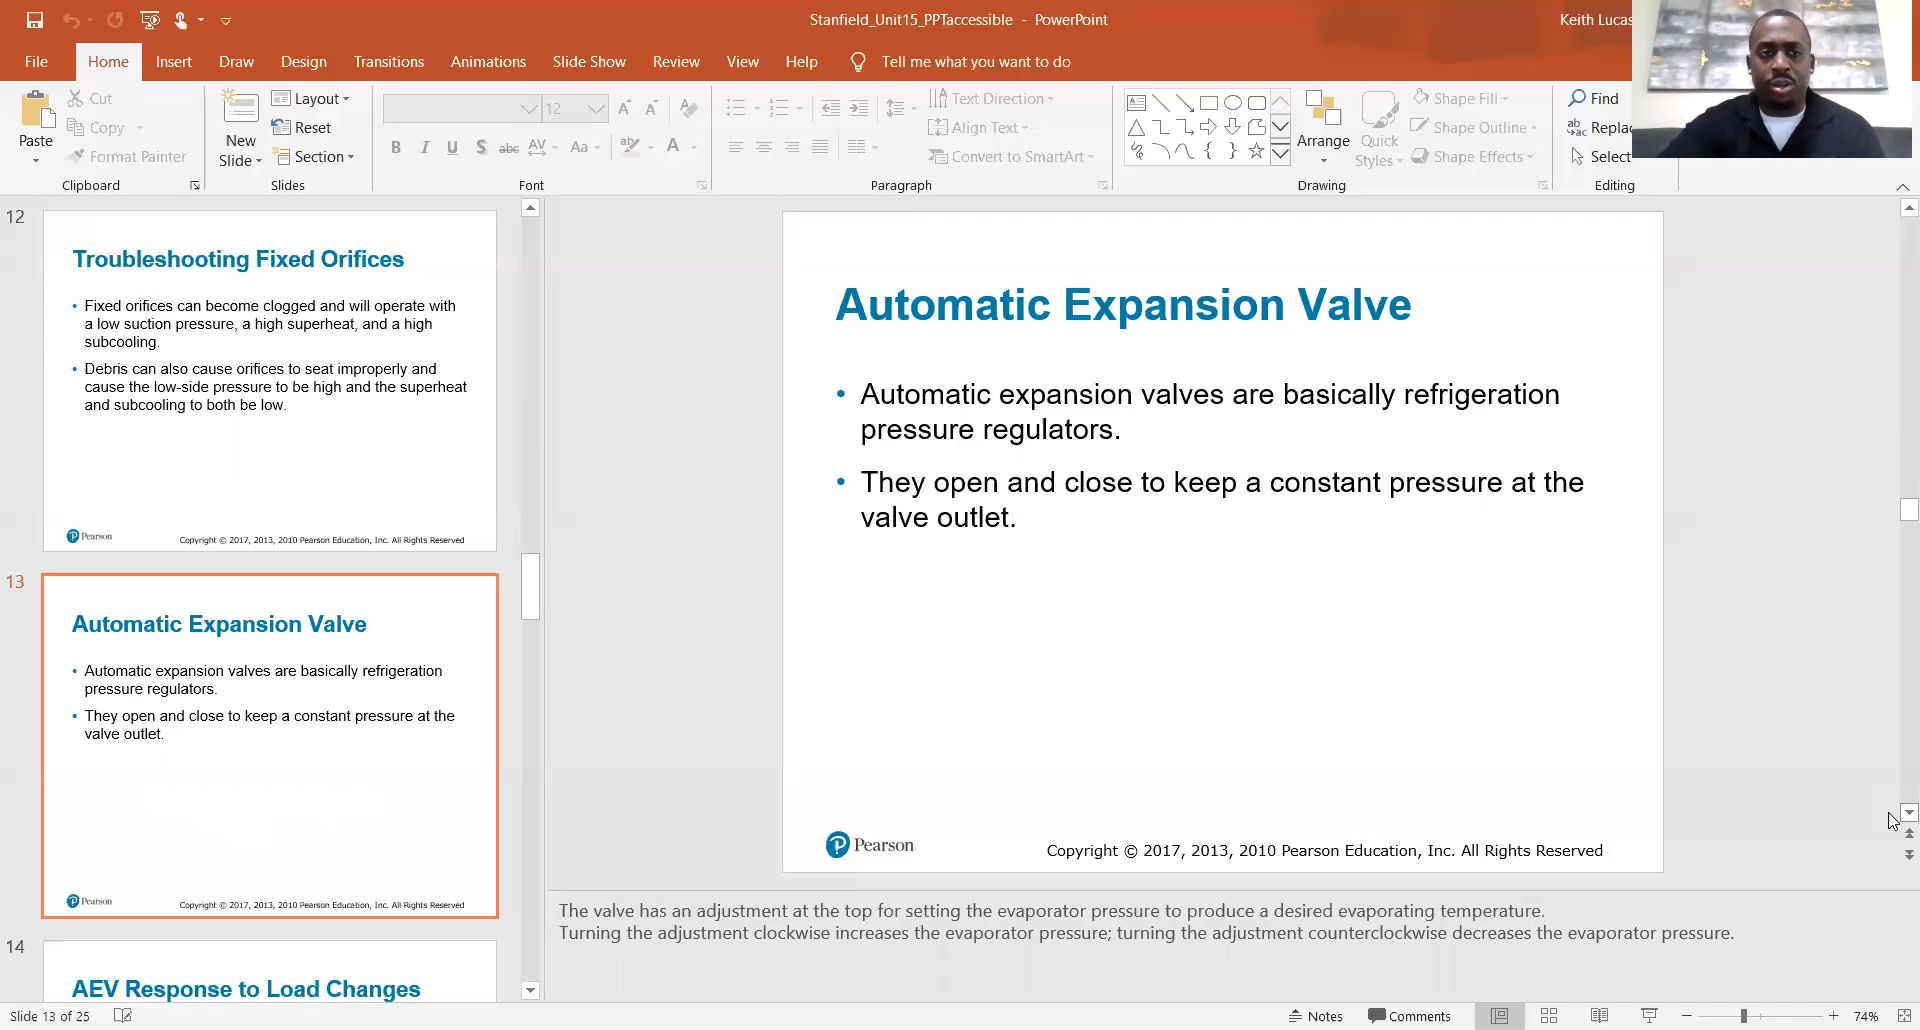 Stanfield_Unit15_PPTaccessible - PowerPoint
Keith Lucas
File Home Insert Draw Design Transitions Animations Slide Show Review View Help Tell me what you want to do
Paste
Cut
Copy
Format Painter
Clipboard
New
Slide
Layout
Reset
Section
Slides
12
B I U S abc AV Aa A
Font
Text Direction
Align Text
Convert to SmartArt
Paragraph
Arrange
Quick
Styles
Shape Fill
Shape Outline
Shape Effects
Drawing
Find
Replac
Select
Editing
12
Troubleshooting Fixed Orifices
• Fixed orifices can become clogged and will operate with
a low suction pressure, a high superheat, and a high
subcooling.
• Debris can also cause orifices to seat improperly and
cause the low-side pressure to be high and the superheat
and subcooling to both be low.
Pearson
Copyright © 2017, 2013, 2010 Pearson Education, Inc. All Rights Reserved
13
Automatic Expansion Valve
• Automatic expansion valves are basically refrigeration
pressure regulators.
• They open and close to keep a constant pressure at the
valve outlet.
Pearson
Copyright © 2017, 2013, 2010 Pearson Education, Inc. All Rights Reserved
14
AEV Response to Load Changes
Automatic Expansion Valve
• Automatic expansion valves are basically refrigeration
pressure regulators.
• They open and close to keep a constant pressure at the
valve outlet.
Pearson
Copyright © 2017, 2013, 2010 Pearson Education, Inc. All Rights Reserved
The valve has an adjustment at the top for setting the evaporator pressure to produce a desired evaporating temperature.
Turning the adjustment clockwise increases the evaporator pressure; turning the adjustment counterclockwise decreases the evaporator pressure.
Slide 13 of 25
Notes Comments 74%